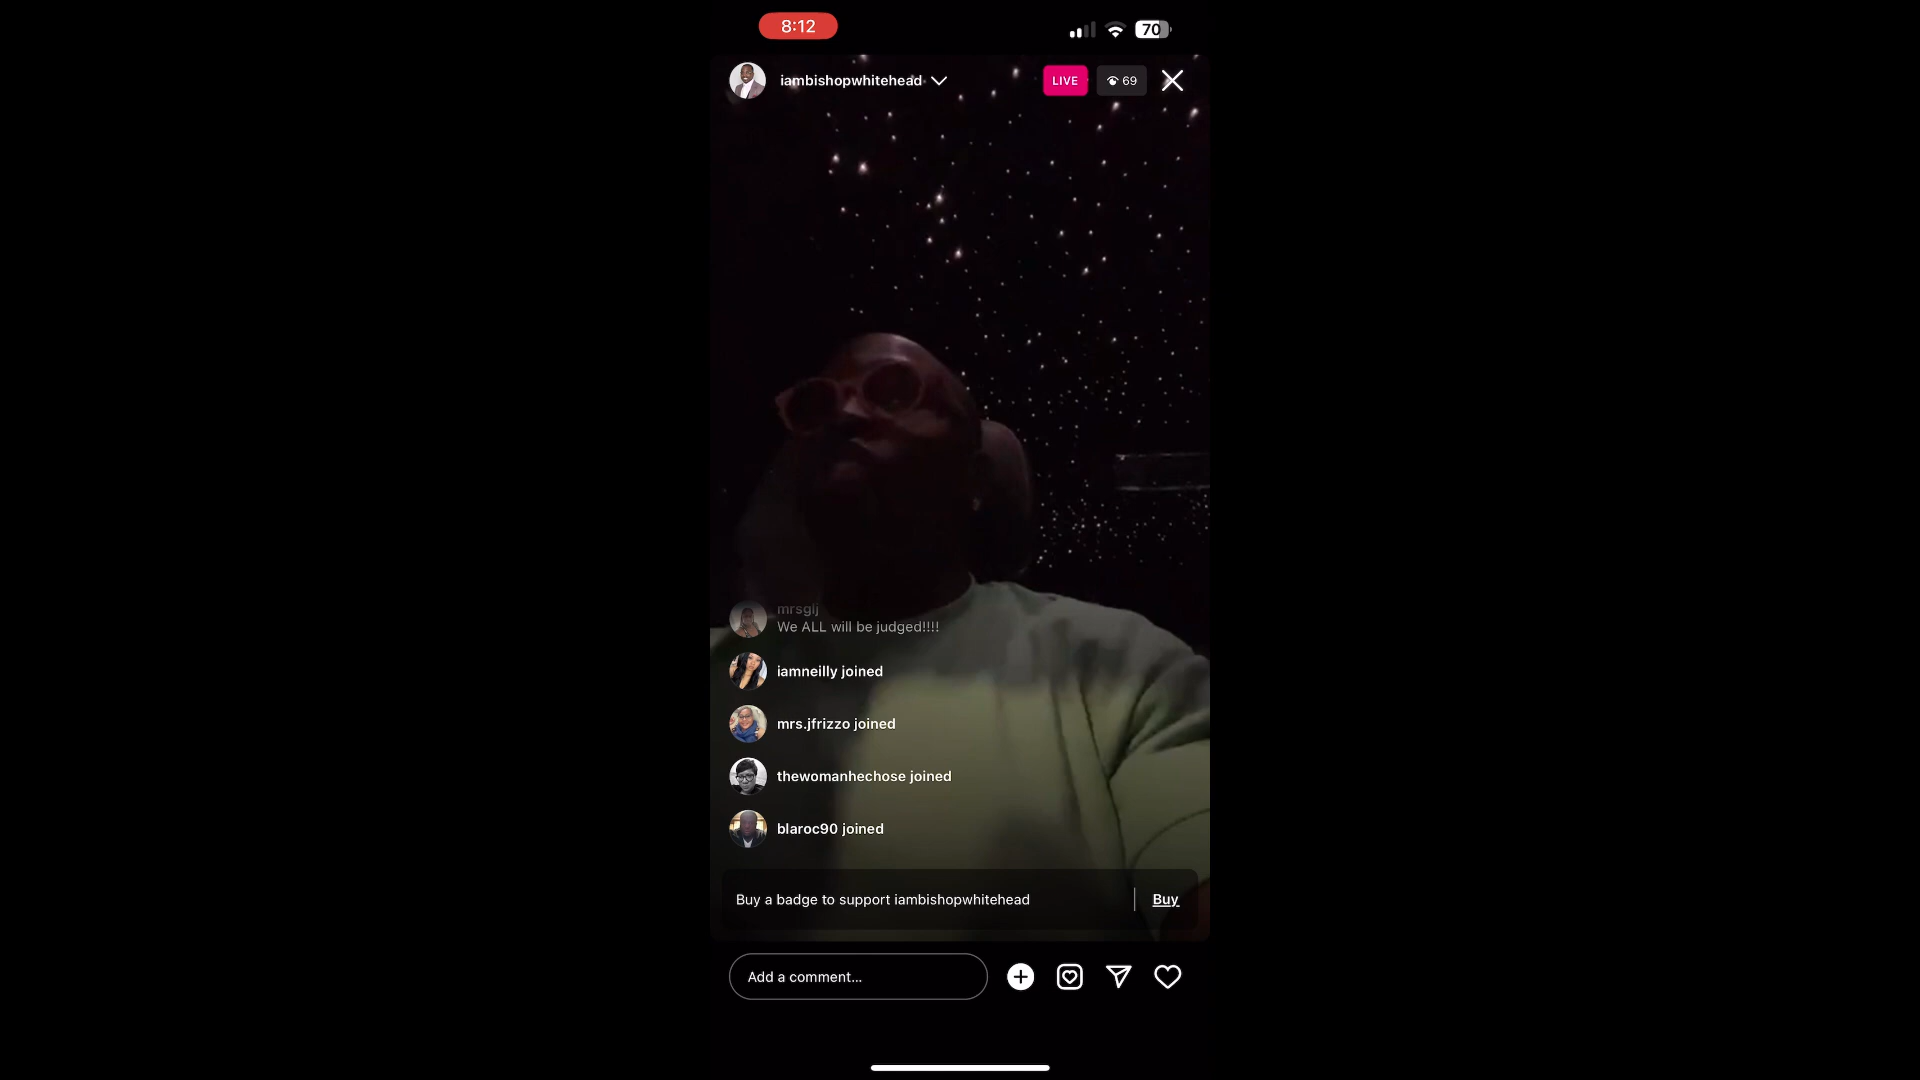 8:12
70
iambishopwhitehead
LIVE
69
mrsglj
We ALL will be judged!!!!
iamneilly joined
mrs.jfrizzo joined
thewomanhechose joined
blaroc90 joined
Buy a badge to support iambishopwhitehead
Buy
Add a comment...